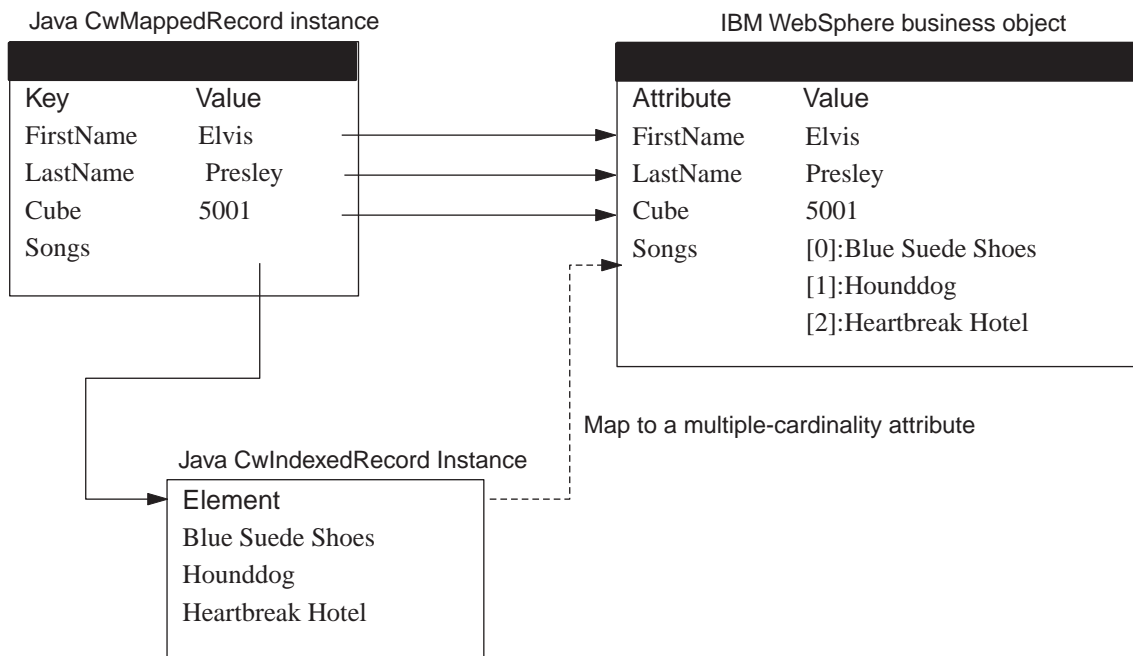 Java CwMappedRecord instance
Key Value
FirstName Elvis
LastName Presley
Cube 5001
Songs
IBM WebSphere business object
Attribute Value
FirstName Elvis
LastName Presley
Cube 5001
Songs [0]:Blue Suede Shoes
[1]:Hounddog
[2]:Heartbreak Hotel
Map to a multiple-cardinality attribute
Java CwIndexedRecord Instance
Element
Blue Suede Shoes
Hounddog
Heartbreak Hotel